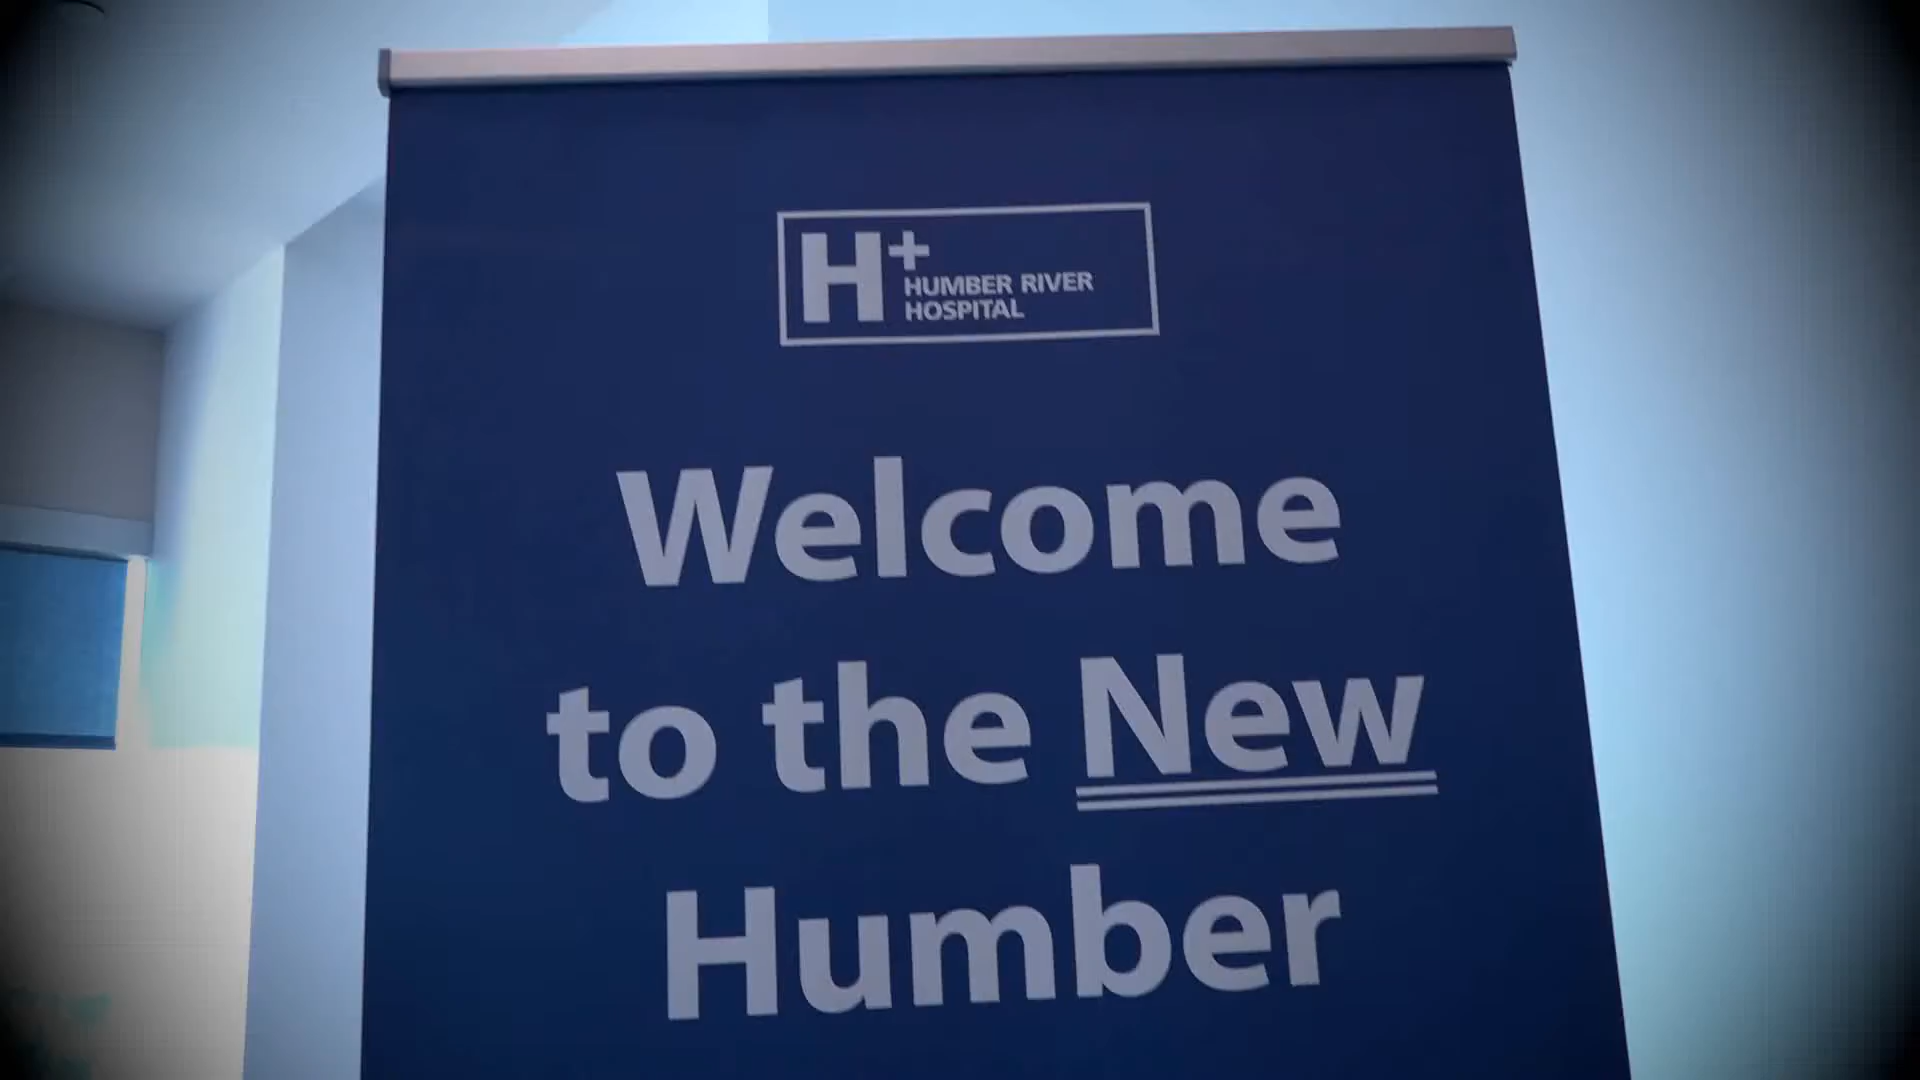 H+
HUMBER RIVER
HOSPITAL
Welcome
to the New
Humber